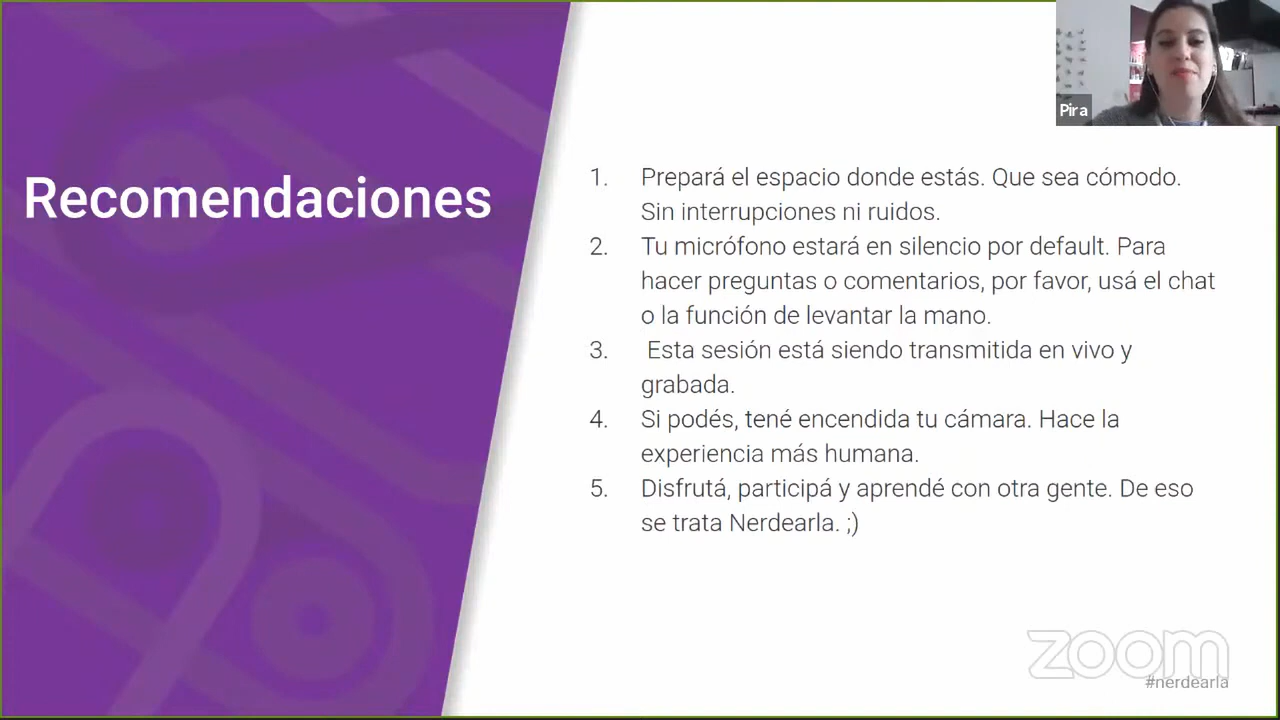 Pira
Recomendaciones
1. Prepará el espacio donde estás. Que sea cómodo.
Sin interrupciones ni ruidos.
2. Tu micrófono estará en silencio por default. Para
hacer preguntas o comentarios, por favor, usá el chat
o la función de levantar la mano.
3. Esta sesión está siendo transmitida en vivo y
grabada.
4. Si podés, tené encendida tu cámara. Hace la
experiencia más humana.
5. Disfrutá, participá y aprendé con otra gente. De eso
se trata Nerdearla. ;)
zoom
#nerdearla